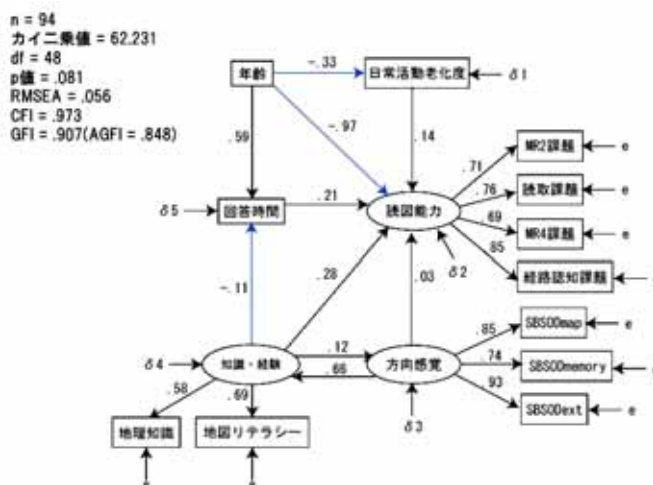 n = 94
カイ二乗値 = 62.231
df = 48
p値 = .081
RMSEA = .056
CFI = .973
GFI = .907(AGFI = .848)
年齢
-.33
日常活動老化度
δ1
-.97
.59
.14
MR2課題
e
.71
δ5
回答時間
.21
読図能力
.76
読取課題
e
.69
MR4課題
e
δ2
.85
経路認知課題
-.11
.28
.03
.85
SBSODmap
e
δ4
知識・経験
.12
.66
方向感覚
.74
SBSODmemory
.93
SBSODext
e
.58
.69
δ3
地理知識
地図リテラシー